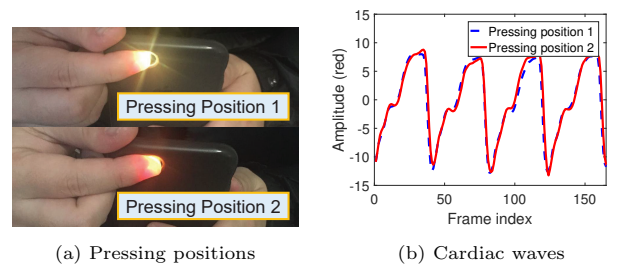 Pressing Position 1
Pressing Position 2
(a) Pressing positions
Amplitude (red)
15
10
5
0
-5
-10
-15
Pressing position 1
Pressing position 2
0
50
100
150
Frame index
(b) Cardiac waves